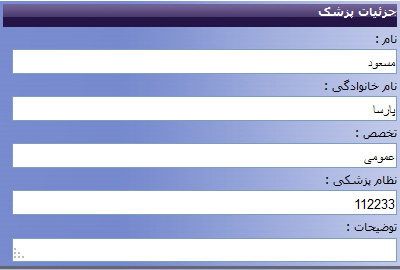 جزئیات پزشک
نام :
مسعود
نام خانوادگی :
پارسا
تخصص :
عمومی
نظام پزشکی :
112233
توضیحات :